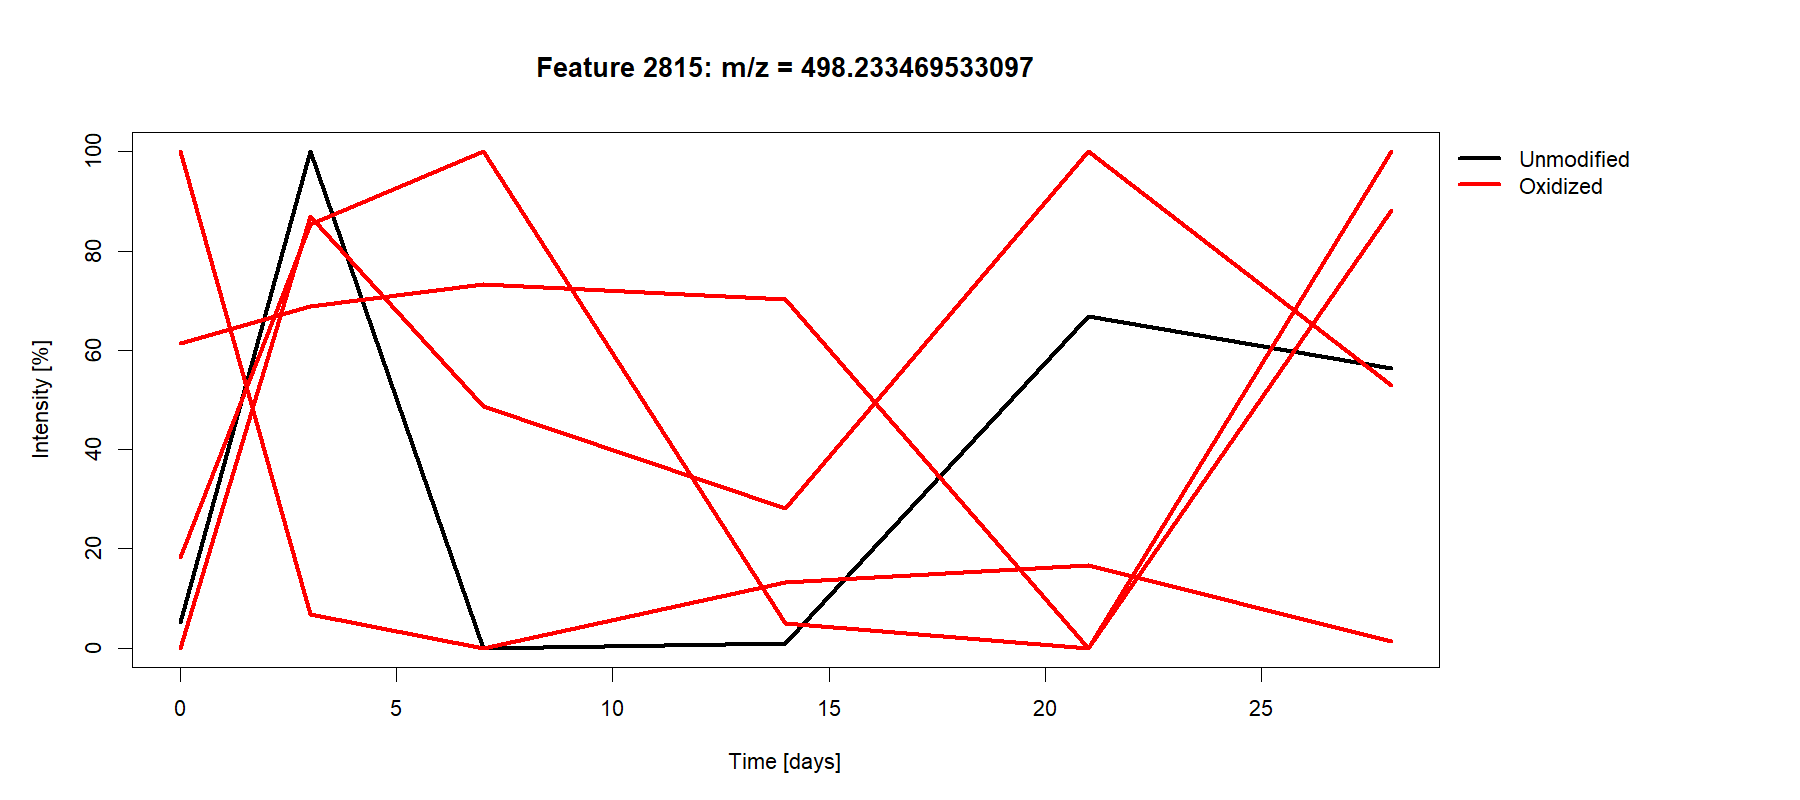 Feature 2815: m/z = 498.233469533097
Unmodified
Oxidized
Intensity [%]
100
80
60
40
20
0
0 5 10 15 20 25
Time [days]